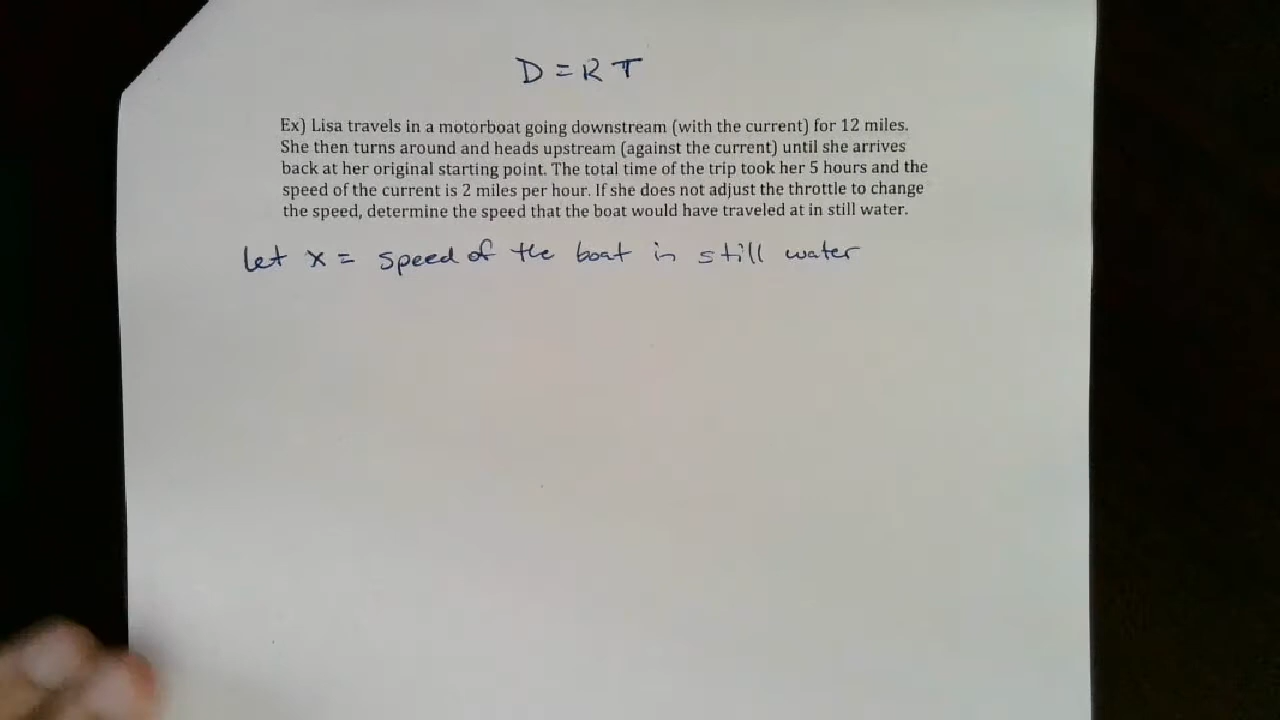 D = R T
Ex) Lisa travels in a motorboat going downstream (with the current) for 12 miles.
She then turns around and heads upstream (against the current) until she arrives
back at her original starting point. The total time of the trip took her 5 hours and the
speed of the current is 2 miles per hour. If she does not adjust the throttle to change
the speed, determine the speed that the boat would have traveled at in still water.
Let x = speed of the boat in still water